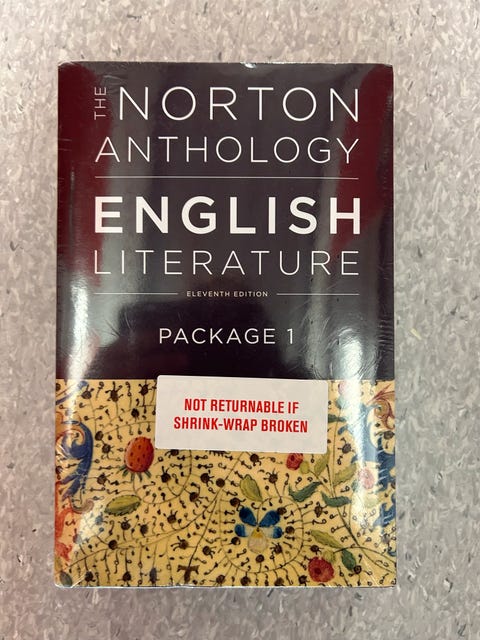 THE NORTON
ANTHOLOGY
ENGLISH
LITERATURE
ELEVENTH EDITION
PACKAGE 1
NOT RETURNABLE IF
SHRINK-WRAP BROKEN